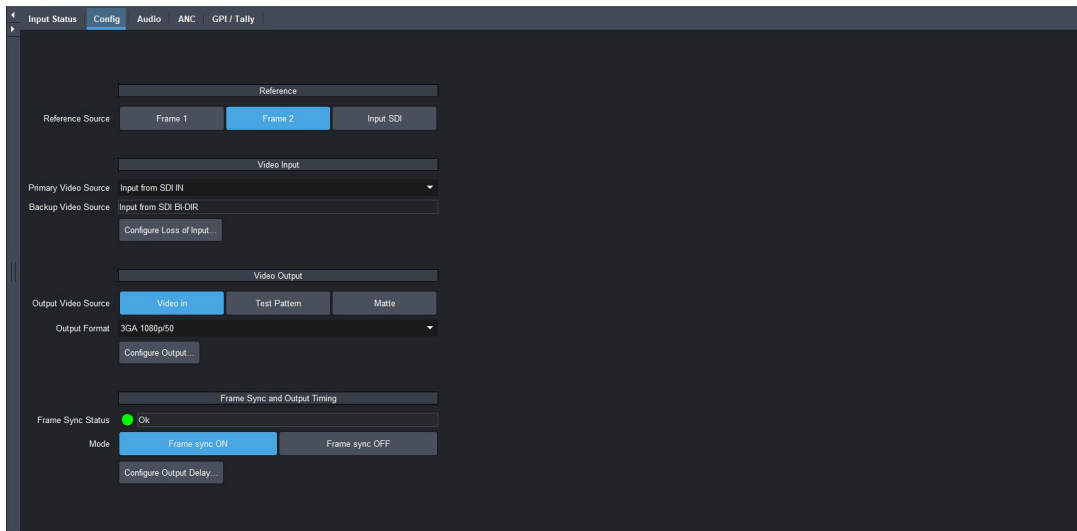 Input Status Config Audio ANC GPI / Tally
Reference
Reference Source Frame 1 Frame 2 Input SDI
Video Input
Primary Video Source Input from SDI IN
Backup Video Source Input from SDI BI-DIR
Configure Loss of Input...
Video Output
Output Video Source Video in Test Pattern Matte
Output Format 3GA 1080p/50
Configure Output...
Frame Sync and Output Timing
Frame Sync Status Ok
Mode Frame sync ON Frame sync OFF
Configure Output Delay...